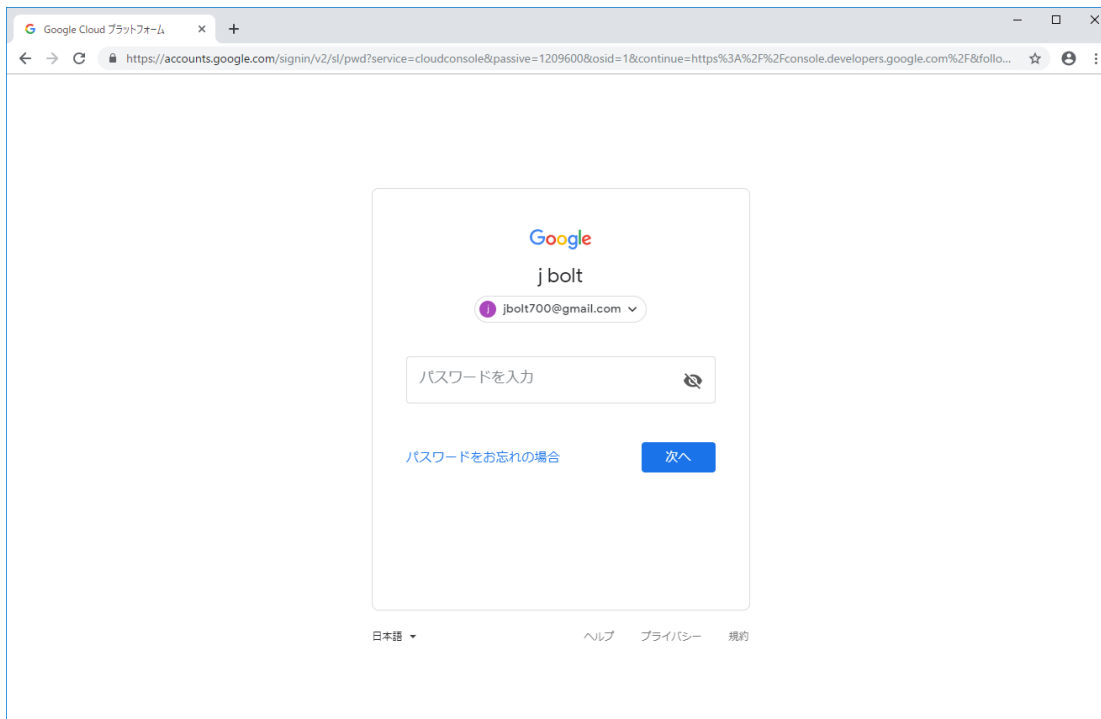 Google Cloud プラットフォーム
https://accounts.google.com/signin/v2/sl/pwd?service=cloudconsole&passive=1209600&osid=1&continue=https%3A%2F%2Fconsole.developers.google.com%2F&follo...
Google
j bolt
j jbolt700@gmail.com
パスワードを入力
パスワードをお忘れの場合 次へ
日本語 ヘルプ プライバシー 規約